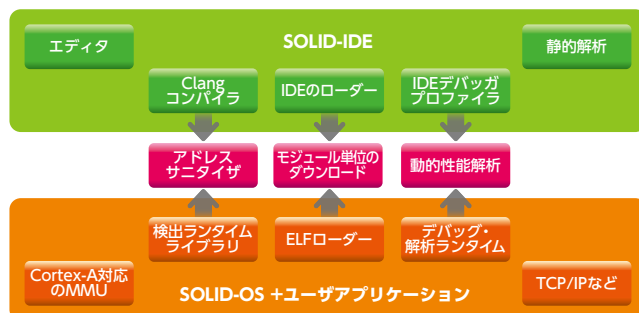 エディタ
SOLID-IDE
静的解析
Clang
コンパイラ
IDEのローダー
IDEデバッガ
プロファイラ
アドレス
サニタイザ
モジュール単位の
ダウンロード
動的性能解析
検出ランタイム
ライブラリ
ELFローダー
デバッグ・
解析ランタイム
Cortex-A対応
のMMU
SOLID-OS +ユーザアプリケーション
TCP/IPなど